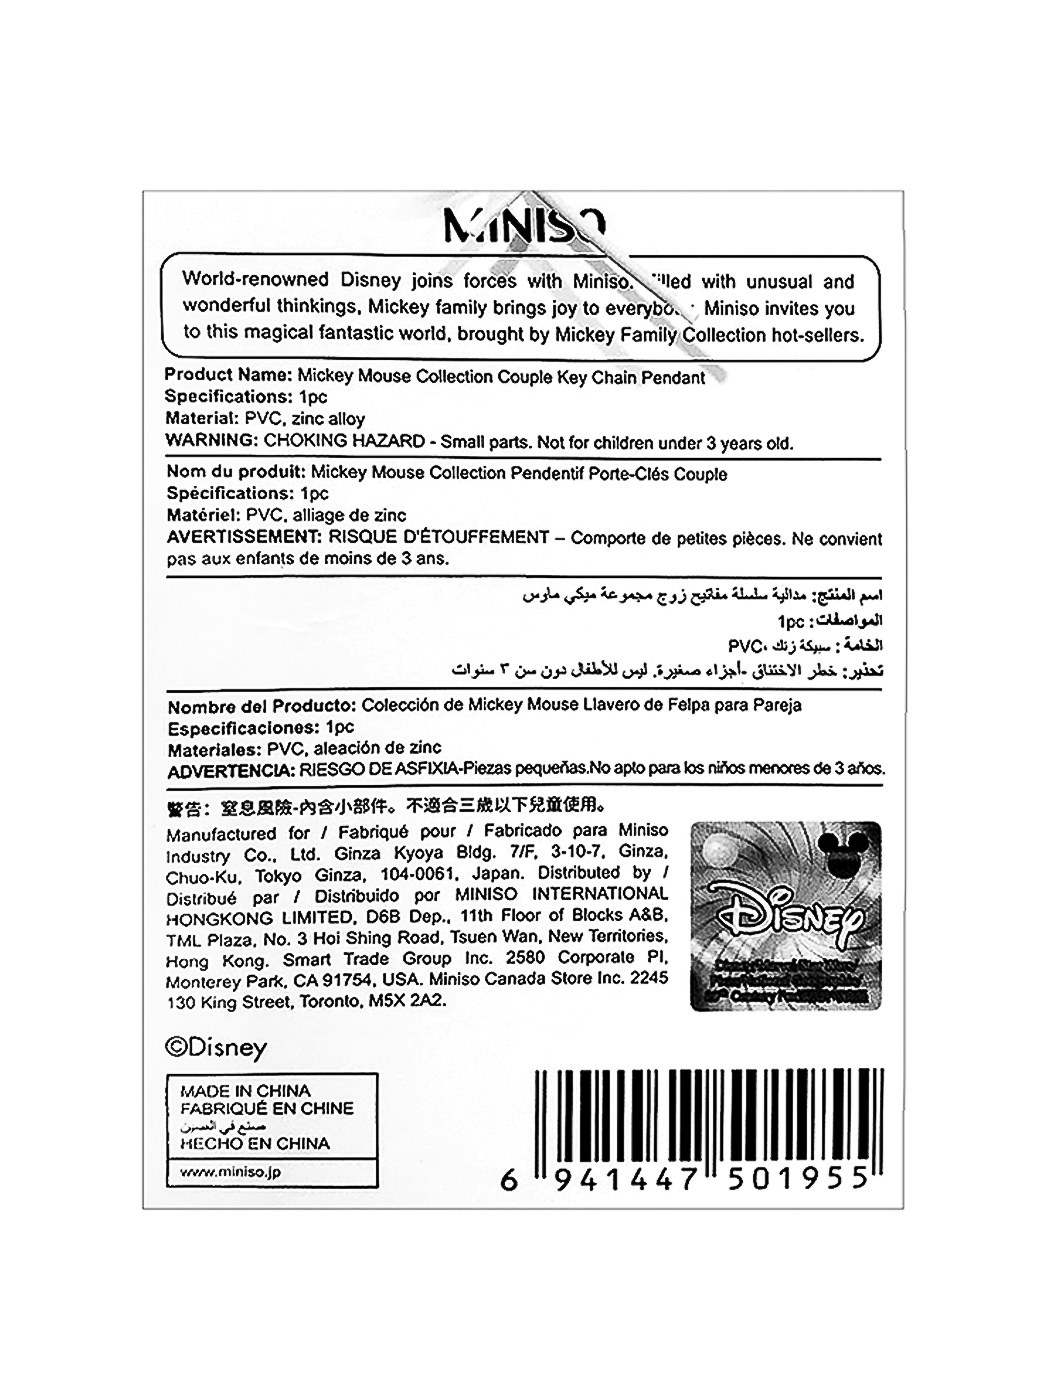 MINISO
World-renowned Disney joins forces with Miniso. with unusual and
wonderful thinkings, Mickey family brings joy to Miniso invites you
to this magical fantastic world, brought by Mickey Family Collection hot-sellers.
Product Name: Mickey Mouse Collection Couple Key Chain Pendant
Specifications: 1pc
Material: PVC, zinc alloy
WARNING: CHOKING HAZARD - Small parts. Not for children under 3 years old.
Nom du produit: Mickey Mouse Collection Pendentif Porte-Clés Couple
Spécifications: 1pc
Matériel: PVC, alliage de zinc
AVERTISSEMENT: RISQUE D'ÉTOUFFEMENT – Comporte de petites pièces. Ne convient
pas aux enfants de moins de 3 ans.
اسم المنتج: مدالية سلسلة مفاتيح زوج مجموعة ميكي ماوس
المواصفات: 1pc
الخامة: سبيكة زنك ،PVC
تحذير: خطر الاختناق -أجزاء صغيرة. ليس للأطفال دون سن ٣ سنوات
Nombre del Producto: Colección de Mickey Mouse Llavero de Felpa para Pareja
Especificaciones: 1pc
Materiales: PVC, aleación de zinc
ADVERTENCIA: RIESGO DE ASFIXIA-Piezas pequeñas.No apto para los niños menores de 3 años.
警告：窒息風險-內含小部件。不適合三歲以下兒童使用。
Manufactured for / Fabriqué pour / Fabricado para Miniso
Industry Co., Ltd. Ginza Kyoya Bldg. 7/F, 3-10-7, Ginza,
Chuo-Ku, Tokyo Ginza, 104-0061, Japan. Distributed by /
Distribué par / Distribuido por MINISO INTERNATIONAL
HONGKONG LIMITED, D6B Dep., 11th Floor of Blocks A&B,
TML Plaza, No. 3 Hoi Shing Road, Tsuen Wan, New Territories,
Hong Kong. Smart Trade Group Inc. 2580 Corporate Pl,
Monterey Park, CA 91754, USA. Miniso Canada Store Inc. 2245
130 King Street, Toronto, M5X 2A2.
Disney
©Disney
MADE IN CHINA
FABRIQUÉ EN CHINE
صنع في الصين
HECHO EN CHINA
www.miniso.jp
6 941447 501955